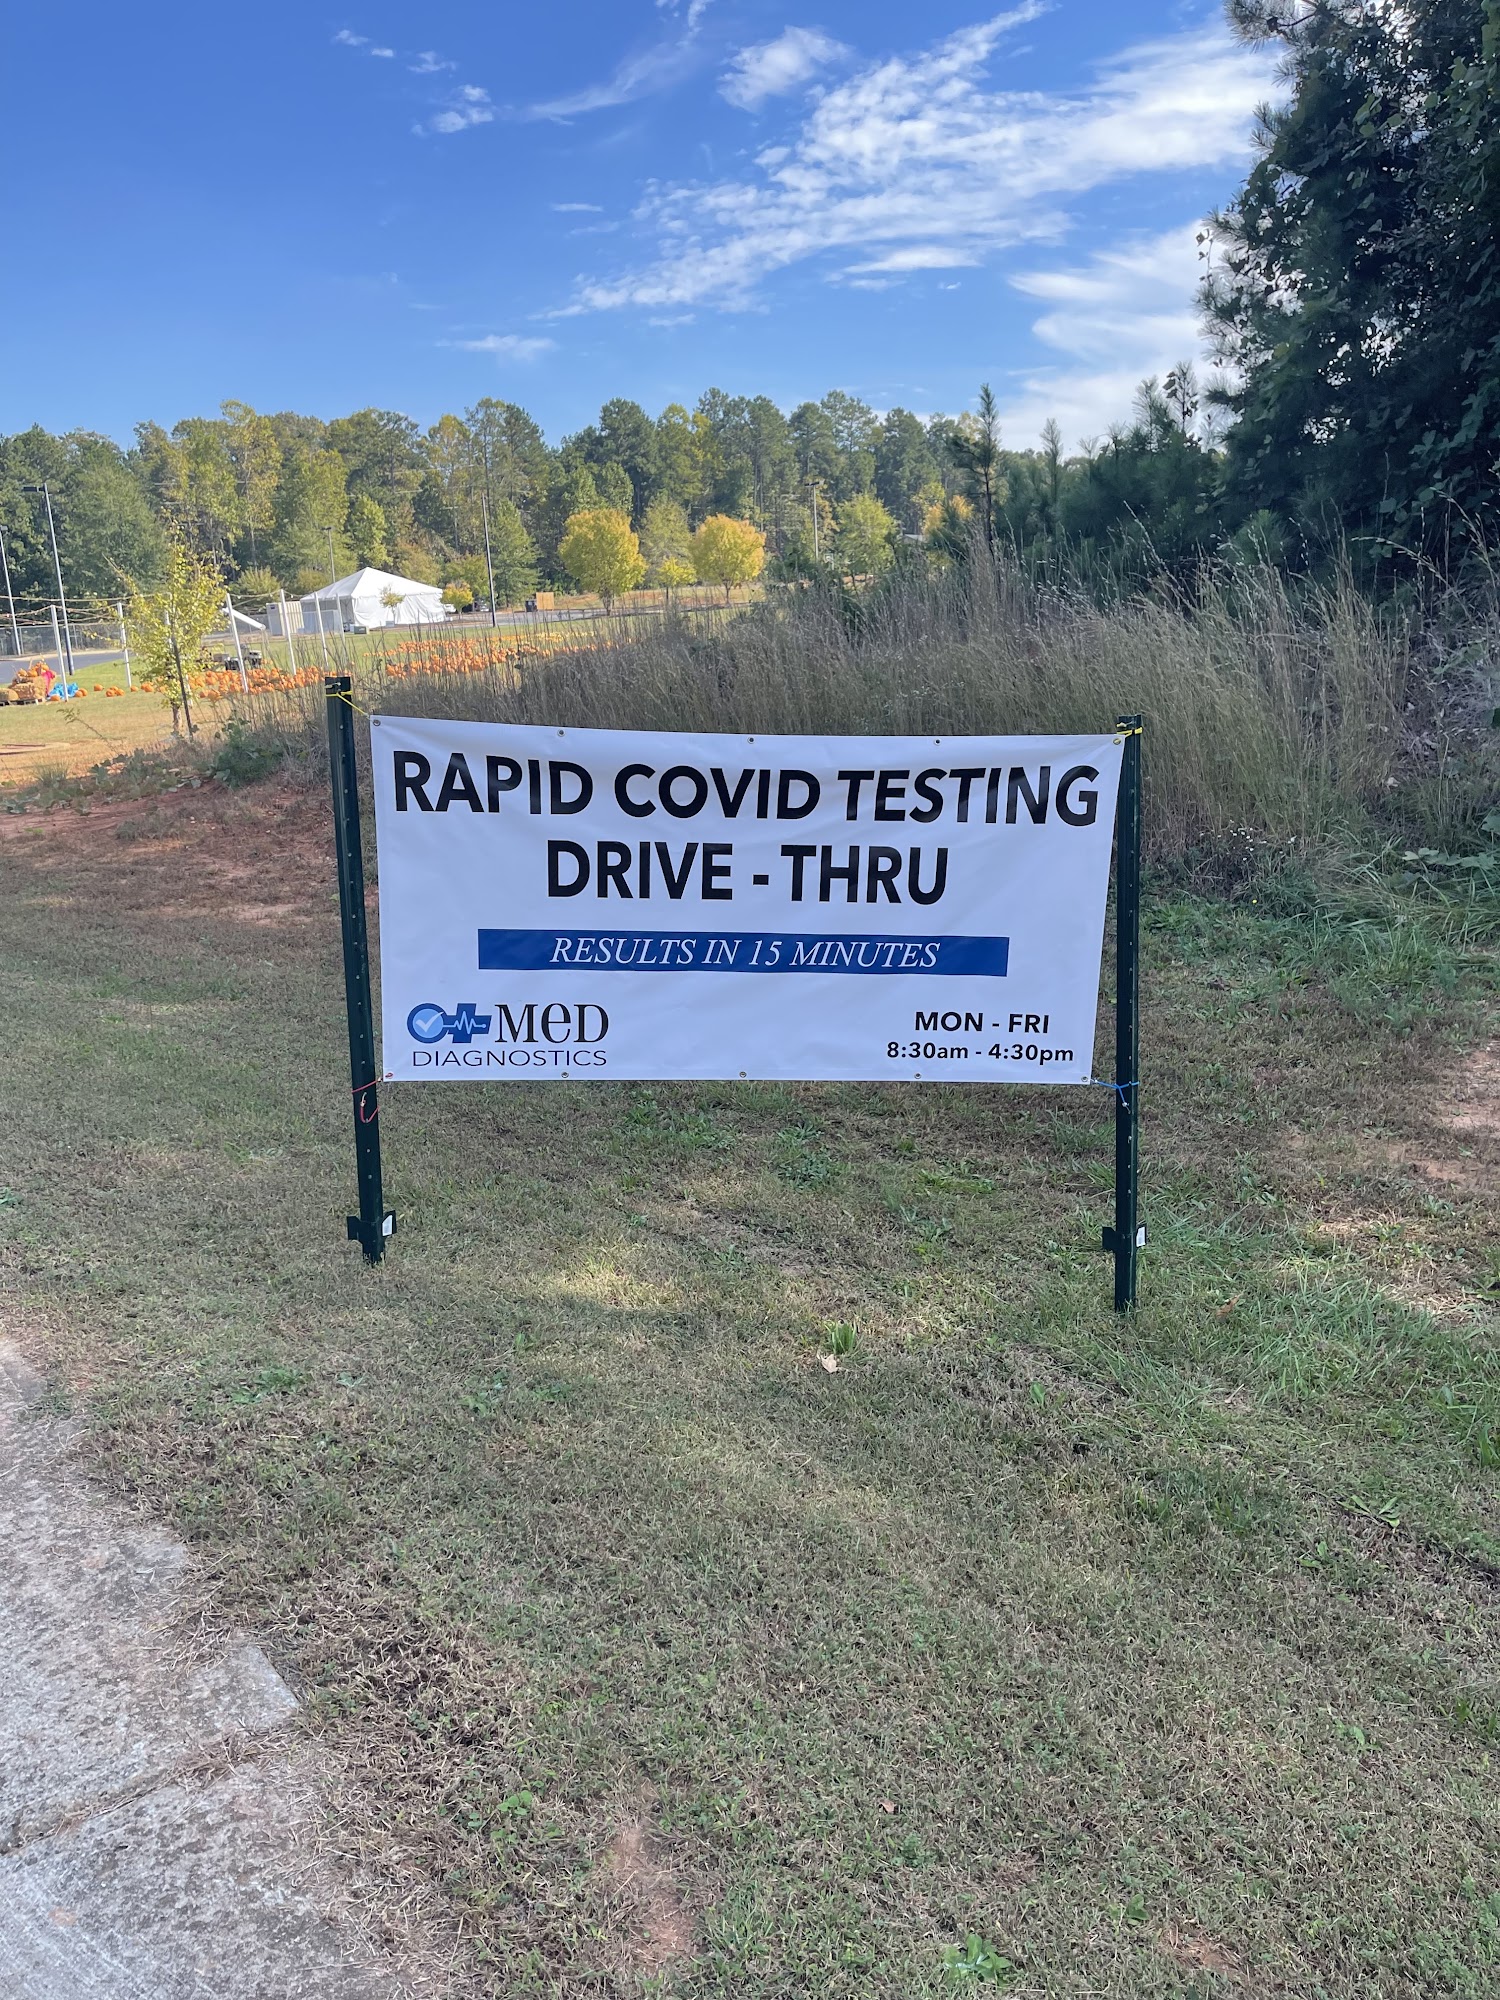 RAPID COVID TESTING
DRIVE - THRU
RESULTS IN 15 MINUTES
MeD
DIAGNOSTICS
MON - FRI
8:30am - 4:30pm